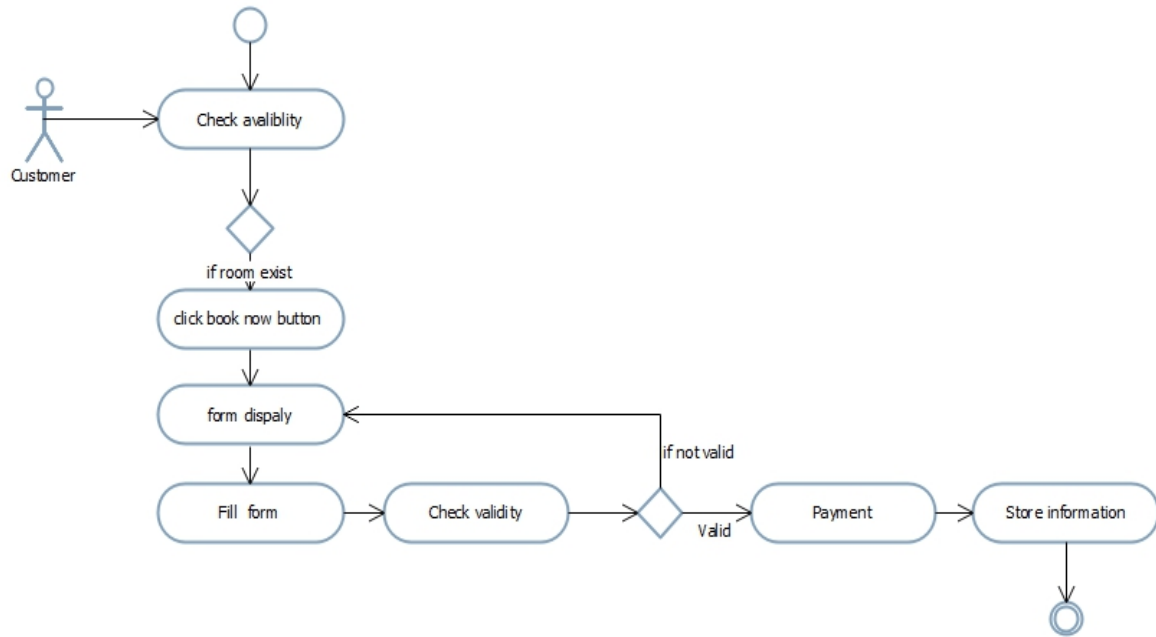 Check avaliblity
Customer
if room exist
click book now button
form dispaly
if not valid
Fill form
Check validity
Valid
Payment
Store information